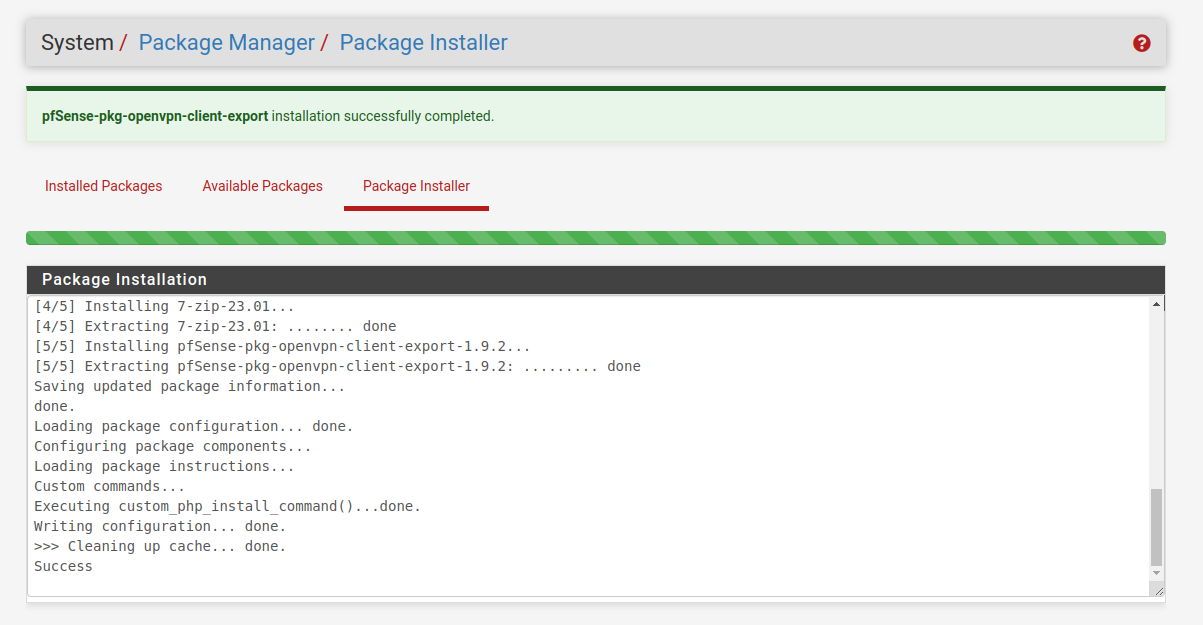 System / Package Manager / Package Installer
pfSense-pkg-openvpn-client-export installation successfully completed.
Installed Packages Available Packages Package Installer
Package Installation
[4/5] Installing 7-zip-23.01...
[4/5] Extracting 7-zip-23.01: ........ done
[5/5] Installing pfSense-pkg-openvpn-client-export-1.9.2...
[5/5] Extracting pfSense-pkg-openvpn-client-export-1.9.2: ......... done
Saving updated package information...
done.
Loading package configuration... done.
Configuring package components...
Loading package instructions...
Custom commands...
Executing custom_php_install_command()...done.
Writing configuration... done.
>>> Cleaning up cache... done.
Success